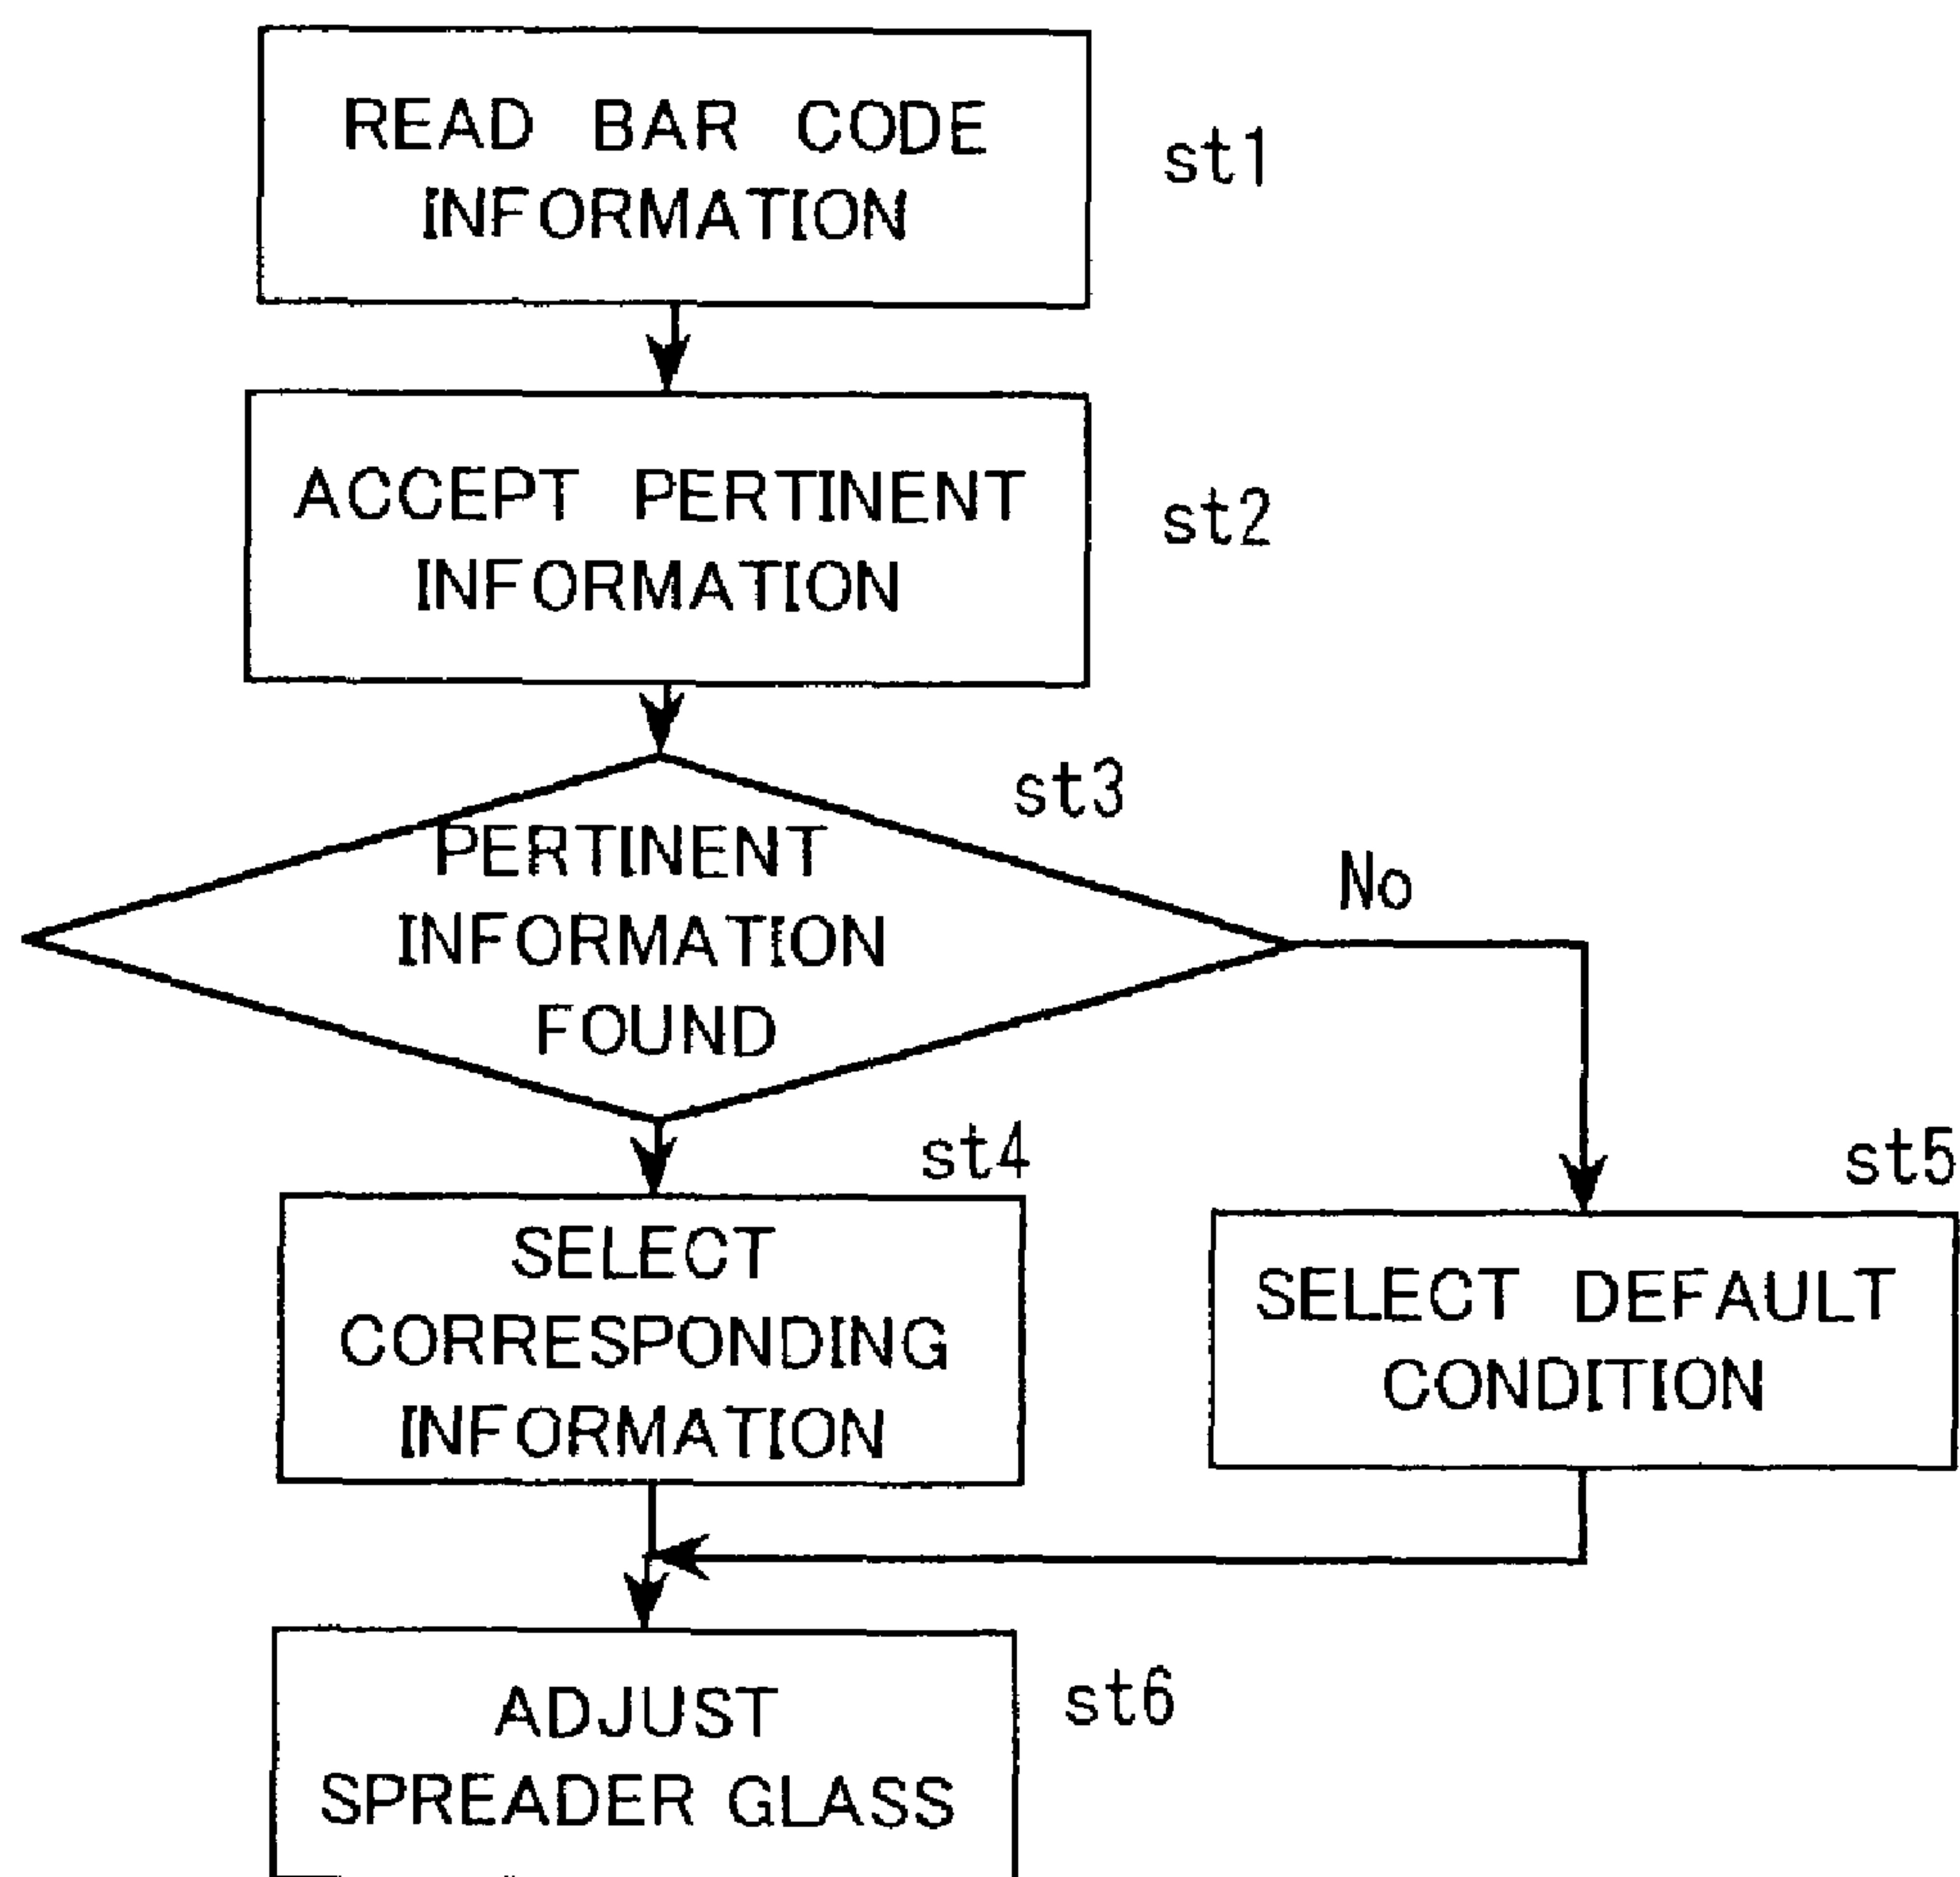 READ BAR CODE
INFORMATION
st1
ACCEPT PERTINENT
INFORMATION
st2
st3
PERTINENT
INFORMATION
FOUND
No
st4
SELECT
CORRESPONDING
INFORMATION
st5
SELECT DEFAULT
CONDITION
ADJUST
SPREADER GLASS
st6